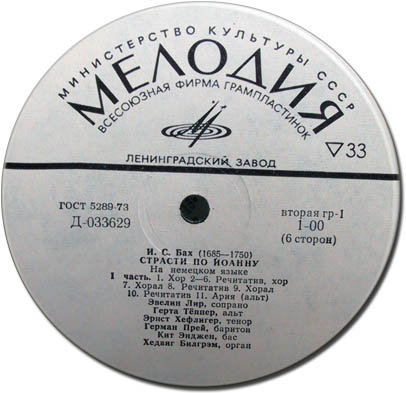 МИНИСТЕРСТВО КУЛЬТУРЫ СССР
МЕЛОДИЯ
ВСЕСОЮЗНАЯ ФИРМА ГРАМПЛАСТИНОК
ЛЕНИНГРАДСКИЙ ЗАВОД
▽33
ГОСТ 5289-73
Д-033629
вторая гр-1
1-00
(6 сторон)
И. С. Бах (1685—1750)
СТРАСТИ ПО ЙОАННУ
На немецком языке
I часть. 1. Хор 2—6. Речитатив, хор
7. Хорал 8. Речитатив 9. Хорал
10. Речитатив 11. Ария (альт)
Эвелин Лир, сопрано
Герта Тёппер, альт
Эрнст Хефлигер, тенор
Герман Прей, баритон
Кит Энджен, бас
Хедвиг Билгрэм, орган